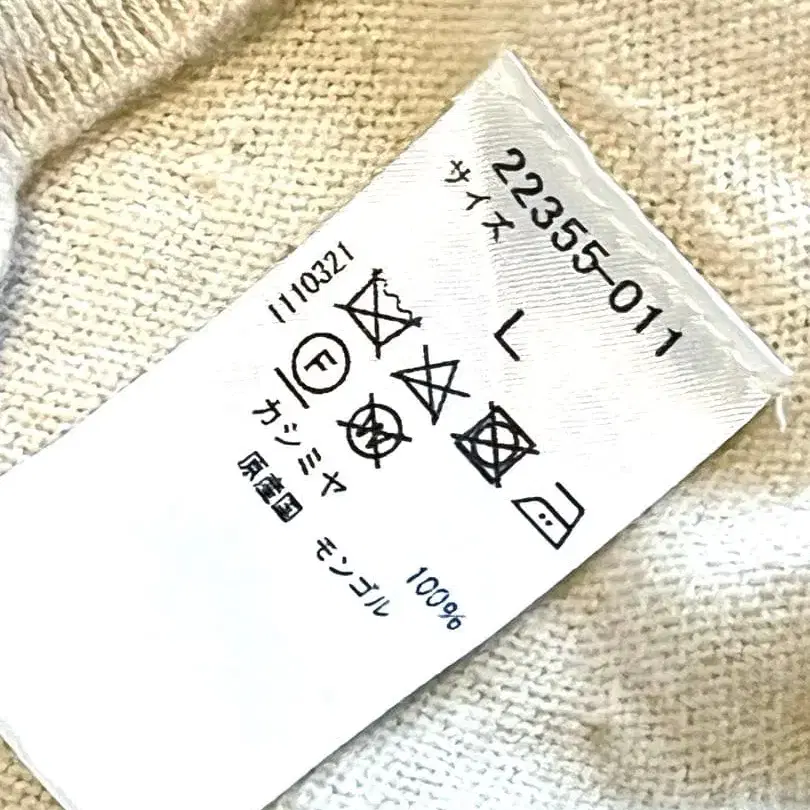 22355-011
サイズ
L
1110321
F
W
カシミヤ
100%
原産国 モンゴル